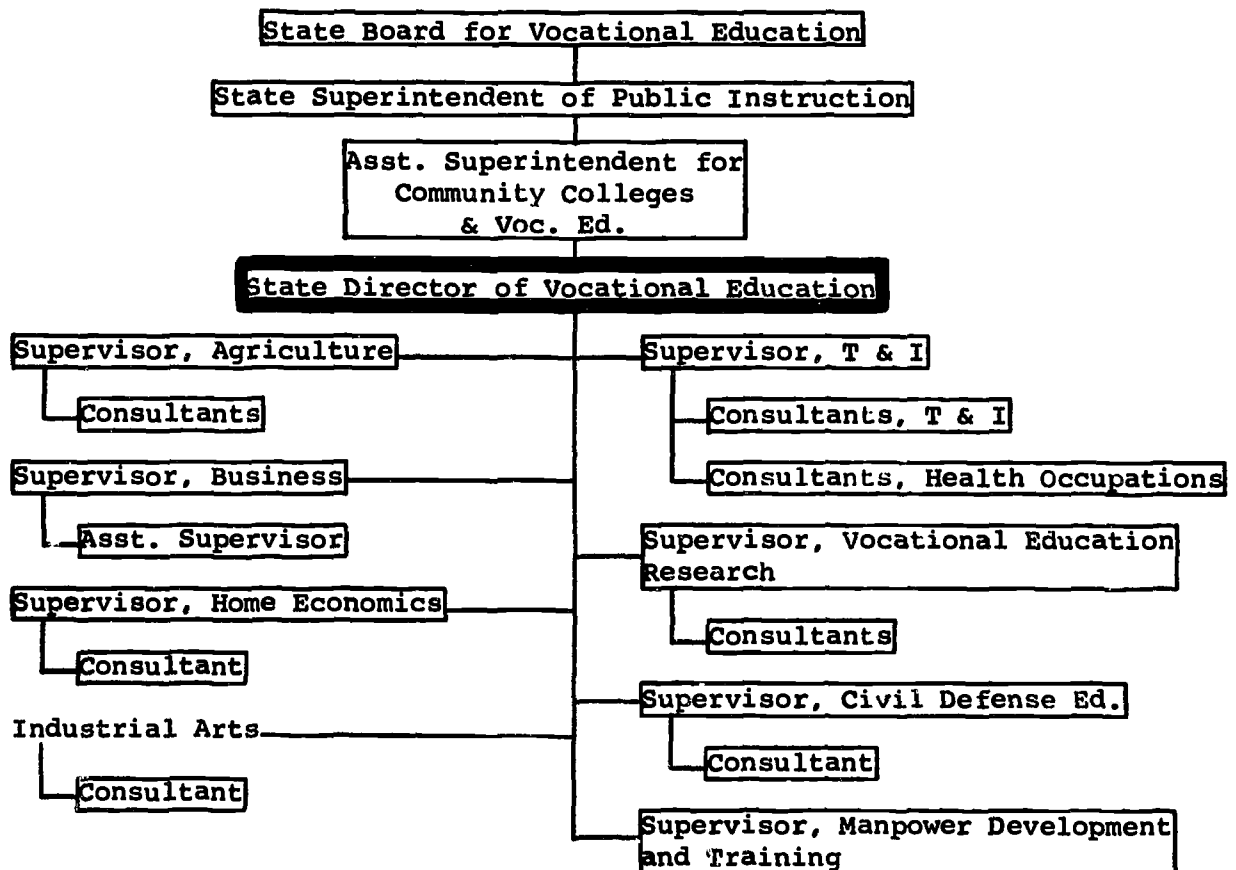 State Board for Vocational Education
State Superintendent of Public Instruction
Asst. Superintendent for
Community Colleges
& Voc. Ed.
State Director of Vocational Education
Supervisor, Agriculture
Consultants
Supervisor, Business
Asst. Supervisor
Supervisor, Home Economics
Consultant
Industrial Arts
Consultant
Supervisor, T & I
Consultants, T & I
Consultants, Health Occupations
Supervisor, Vocational Education
Research
Consultants
Supervisor, Civil Defense Ed.
Consultant
Supervisor, Manpower Development
and Training